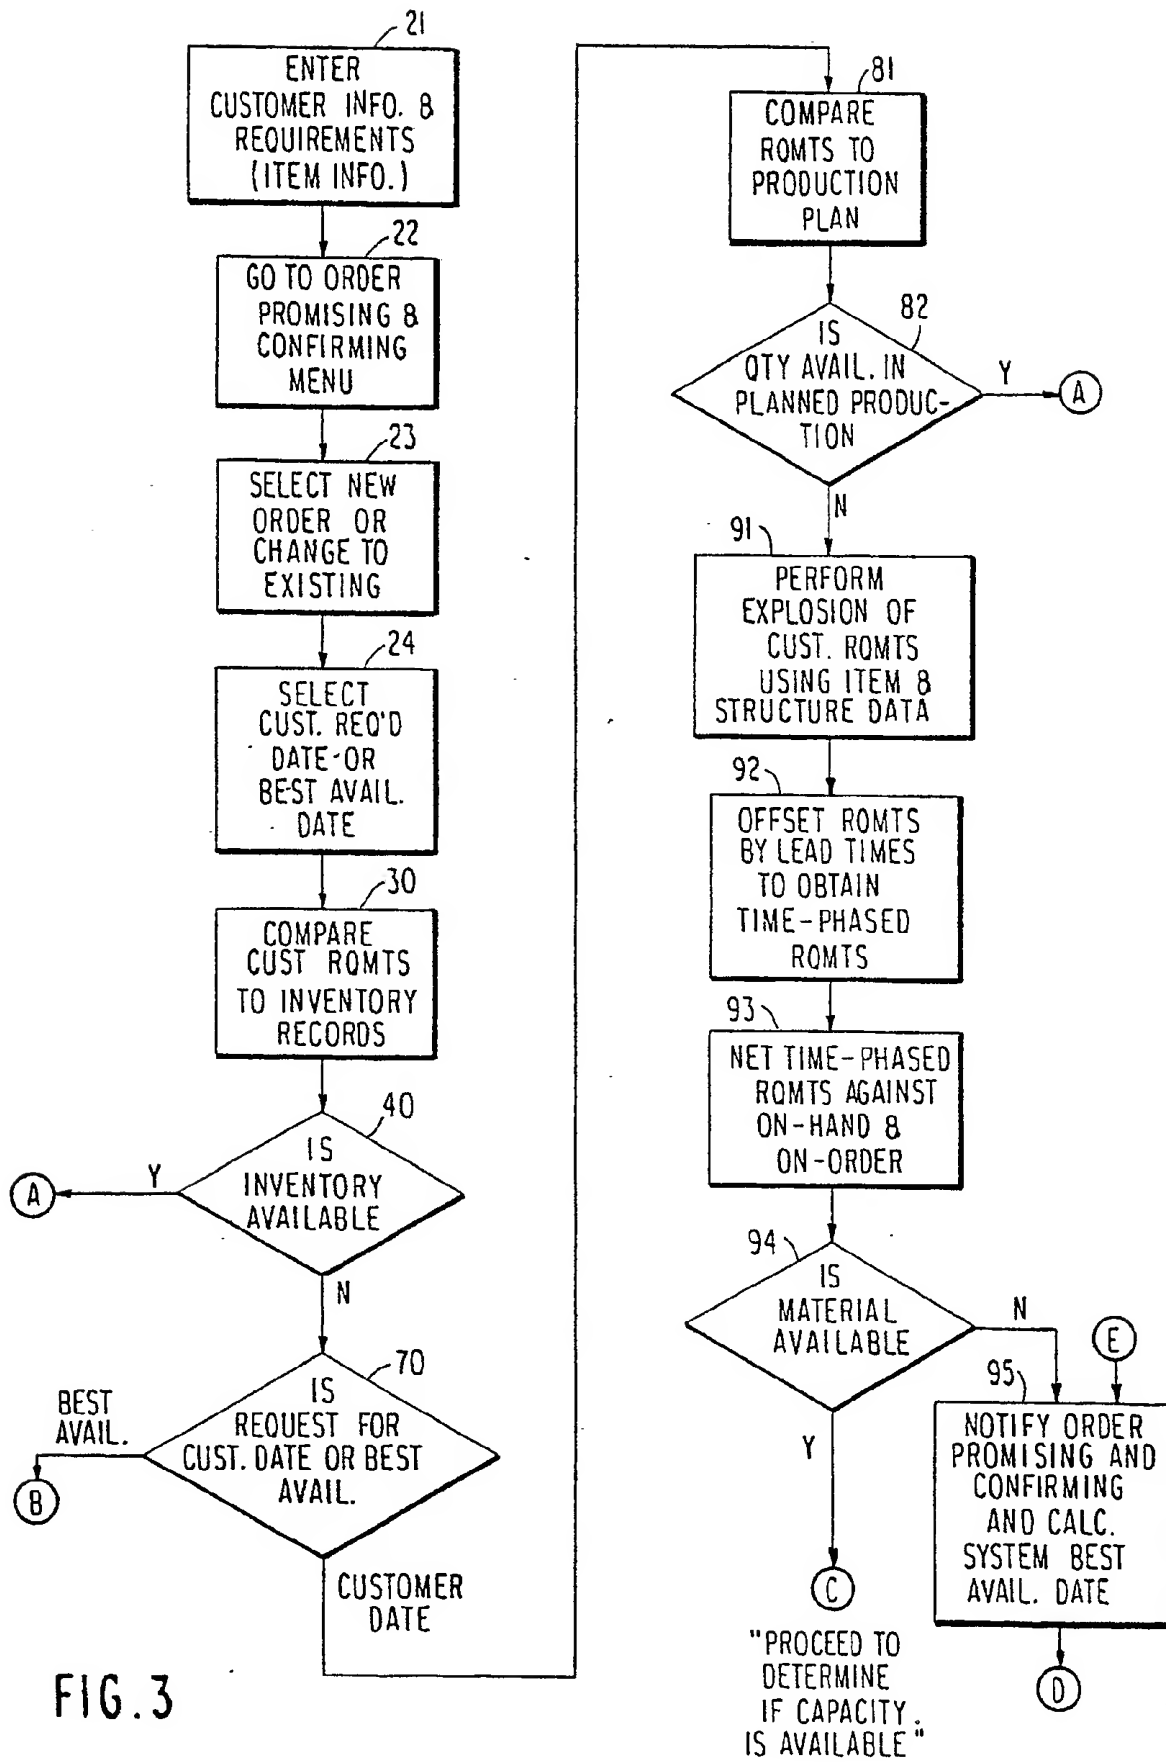 21
ENTER
CUSTOMER INFO. &
REQUIREMENTS
(ITEM INFO.)
22
GO TO ORDER
PROMISING &
CONFIRMING
MENU
23
SELECT NEW
ORDER OR
CHANGE TO
EXISTING
24
SELECT
CUST. REQ'D
DATE OR
BEST AVAIL.
DATE
30
COMPARE
CUST RQMTS
TO INVENTORY
RECORDS
40
IS
INVENTORY
AVAILABLE
Y
A
N
70
IS
REQUEST FOR
CUST. DATE OR BEST
AVAIL.
BEST
AVAIL.
B
CUSTOMER
DATE
81
COMPARE
RQMTS TO
PRODUCTION
PLAN
82
IS
QTY AVAIL. IN
PLANNED PRODUC-
TION
Y
A
N
91
PERFORM
EXPLOSION OF
CUST. RQMTS
USING ITEM &
STRUCTURE DATA
92
OFFSET RQMTS
BY LEAD TIMES
TO OBTAIN
TIME-PHASED
RQMTS
93
NET TIME-PHASED
RQMTS AGAINST
ON-HAND &
ON-ORDER
94
IS
MATERIAL
AVAILABLE
N
E
Y
95
NOTIFY ORDER
PROMISING AND
CONFIRMING
AND CALC.
SYSTEM BEST
AVAIL. DATE
C
D
"PROCEED TO
DETERMINE
IF CAPACITY
IS AVAILABLE"
FIG.3